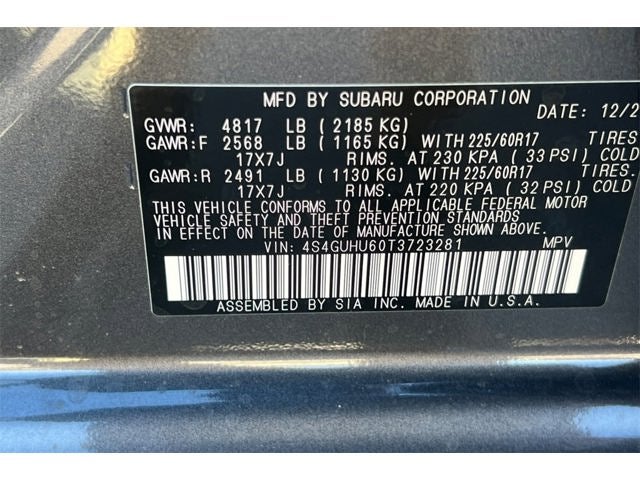 MFD BY SUBARU CORPORATION DATE: 12/2
GVWR: 4817 LB ( 2185 KG)
GAWR: F 2568 LB ( 1165 KG) WITH 225/60R17 TIRES
17X7J RIMS. AT 230 KPA ( 33 PSI) COLD
GAWR: R 2491 LB ( 1130 KG) WITH 225/60R17 TIRES.
17X7J RIMS. AT 220 KPA ( 32 PSI) COLD
THIS VEHICLE CONFORMS TO ALL APPLICABLE FEDERAL MOTOR
VEHICLE SAFETY AND THEFT PREVENTION STANDARDS
IN EFFECT ON THE DATE OF MANUFACTURE SHOWN ABOVE.
VIN: 4S4GUHU60T3723281 MPV
ASSEMBLED BY SIA INC. MADE IN U.S.A.